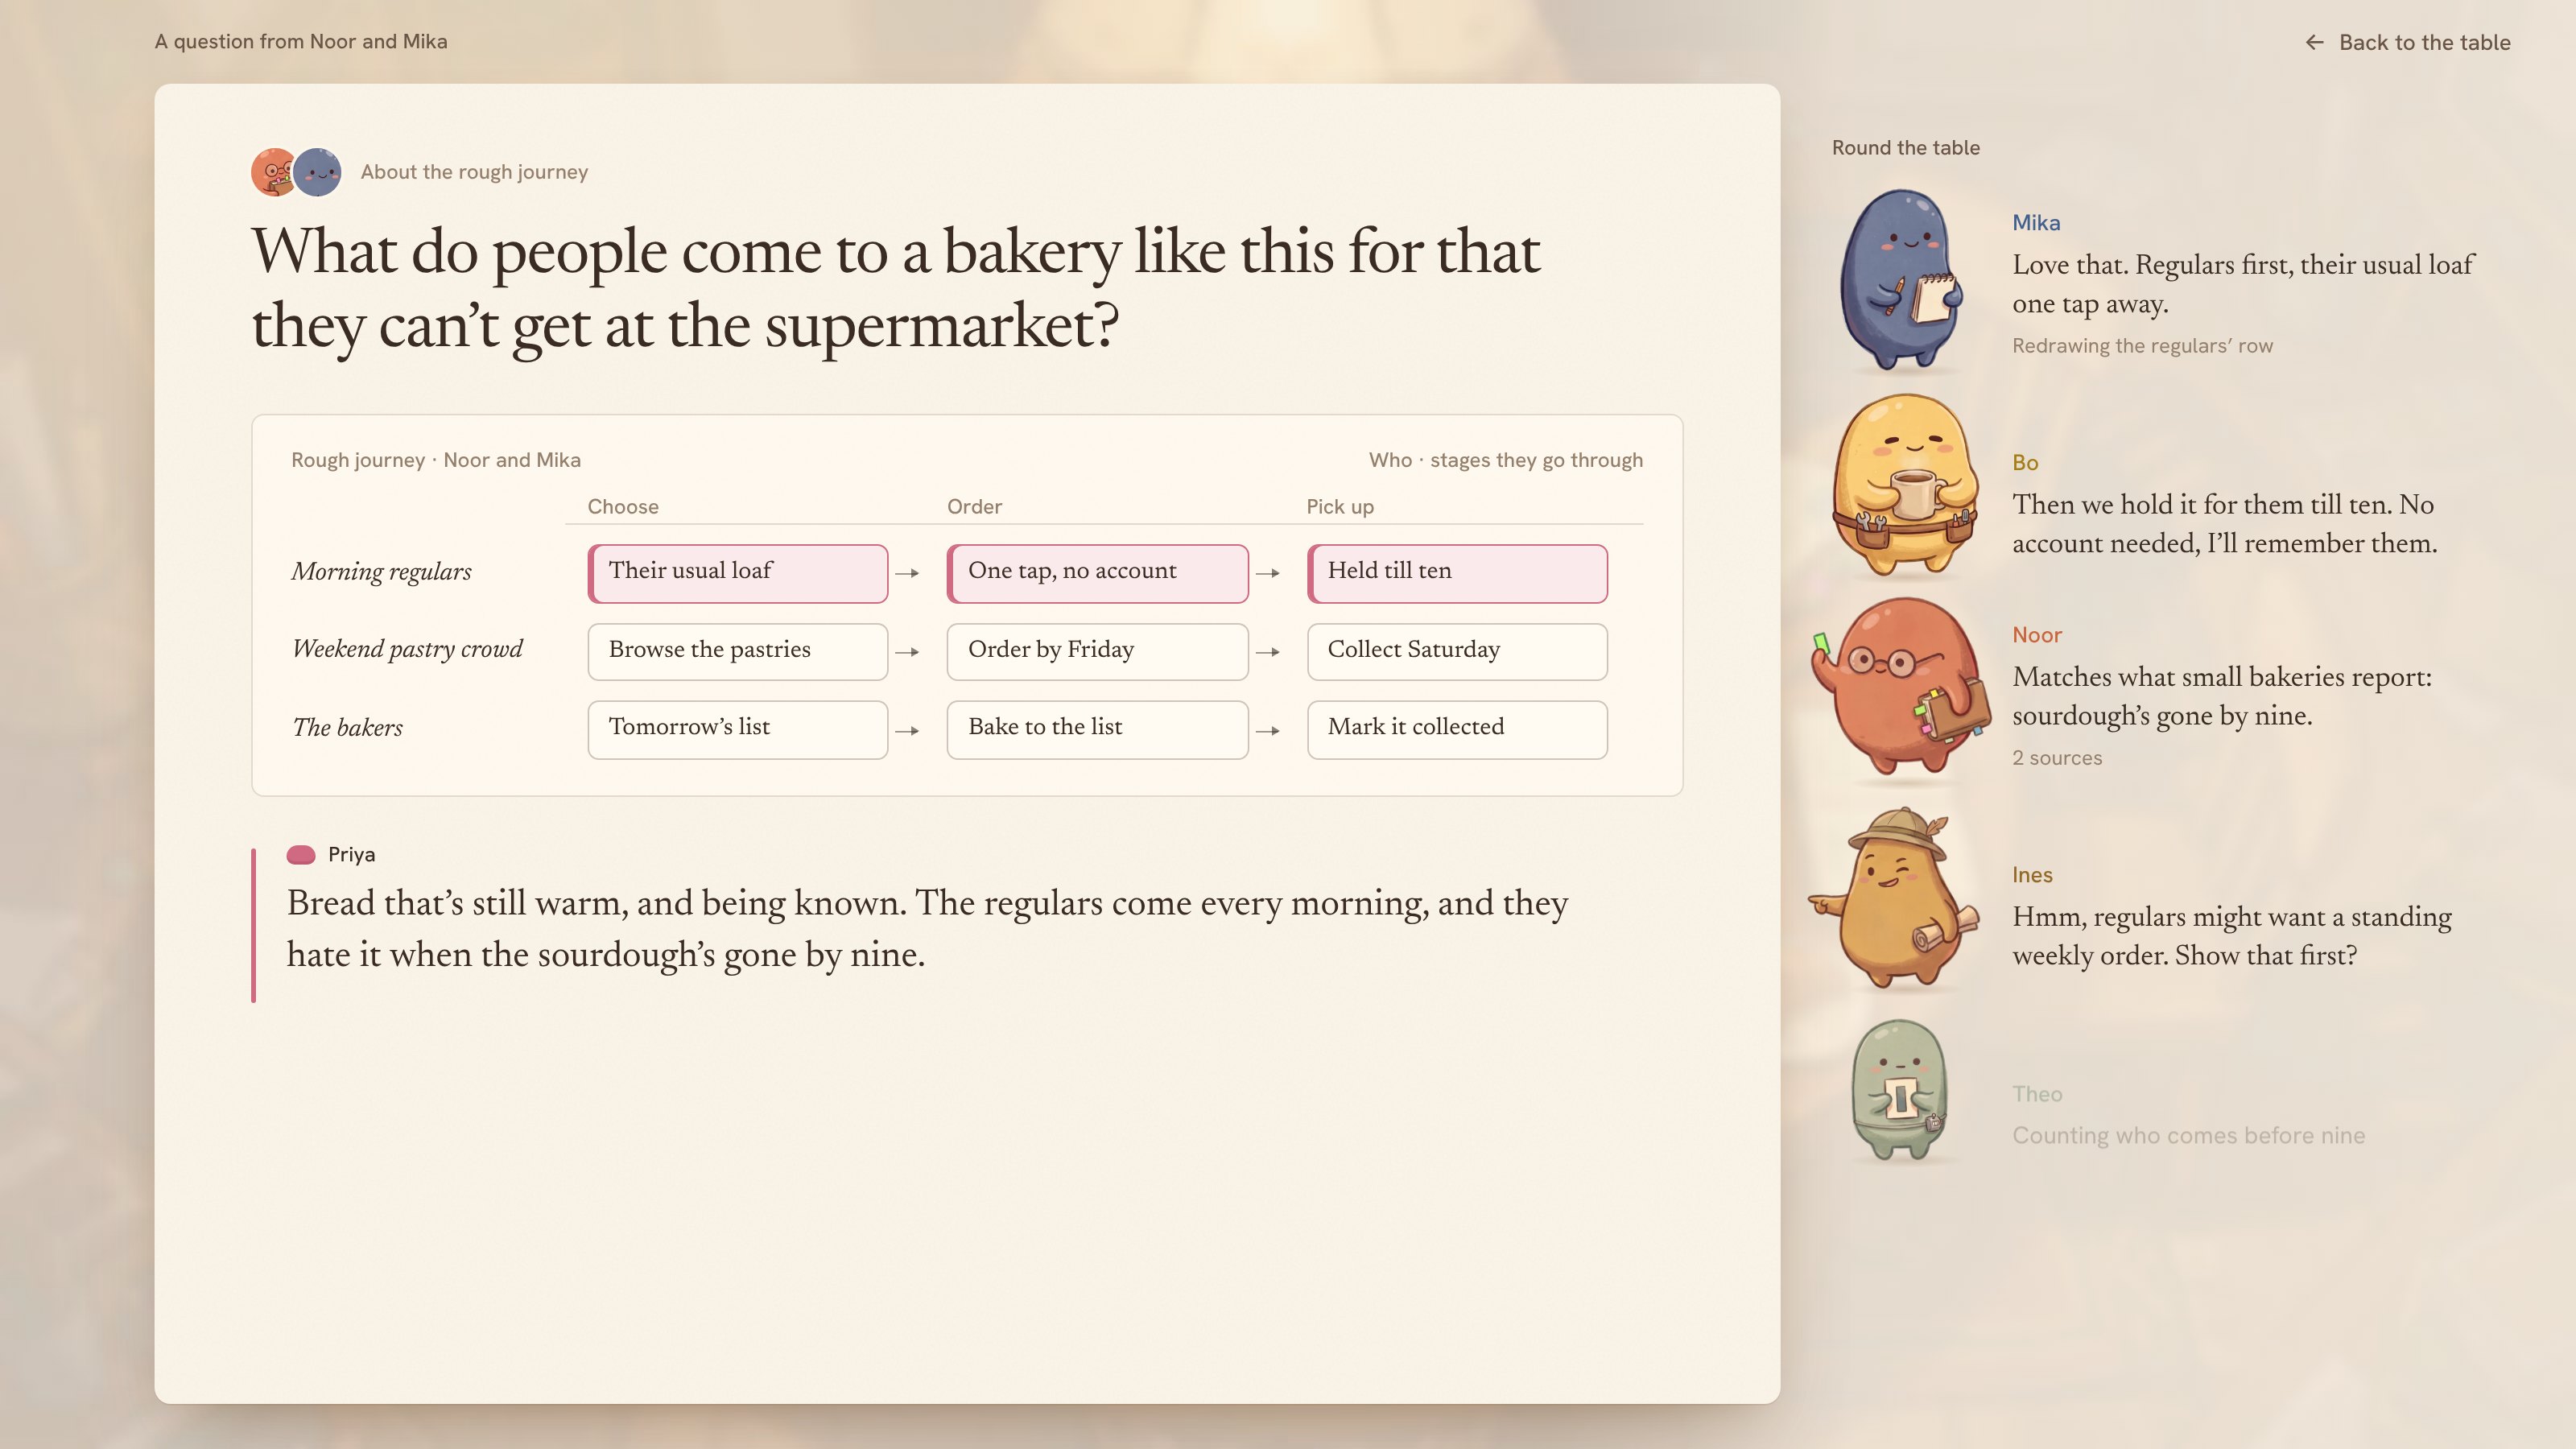 A question from Noor and Mika
← Back to the table
About the rough journey
What do people come to a bakery like this for that
they can’t get at the supermarket?
Rough journey · Noor and Mika
Who · stages they go through
Choose
Order
Pick up
Morning regulars
Their usual loaf
One tap, no account
Held till ten
Weekend pastry crowd
Browse the pastries
Order by Friday
Collect Saturday
The bakers
Tomorrow’s list
Bake to the list
Mark it collected
Priya
Bread that’s still warm, and being known. The regulars come every morning, and they
hate it when the sourdough’s gone by nine.
Round the table
Mika
Love that. Regulars first, their usual loaf
one tap away.
Redrawing the regulars’ row
Bo
Then we hold it for them till ten. No
account needed, I’ll remember them.
Noor
Matches what small bakeries report:
sourdough’s gone by nine.
2 sources
Ines
Hmm, regulars might want a standing
weekly order. Show that first?
Theo
Counting who comes before nine